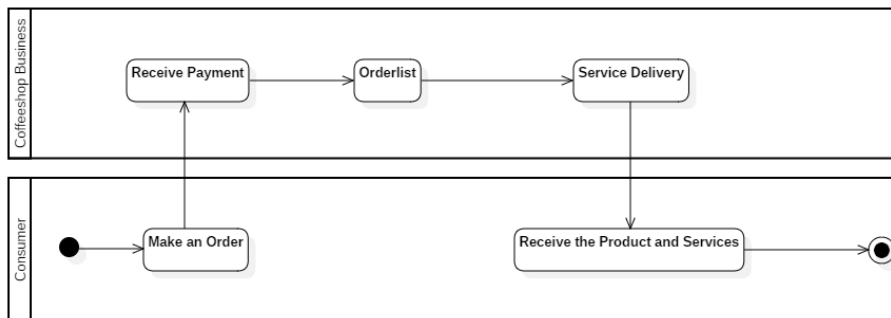 Coffeeshop Business
Receive Payment
Orderlist
Service Delivery
Consumer
Make an Order
Receive the Product and Services